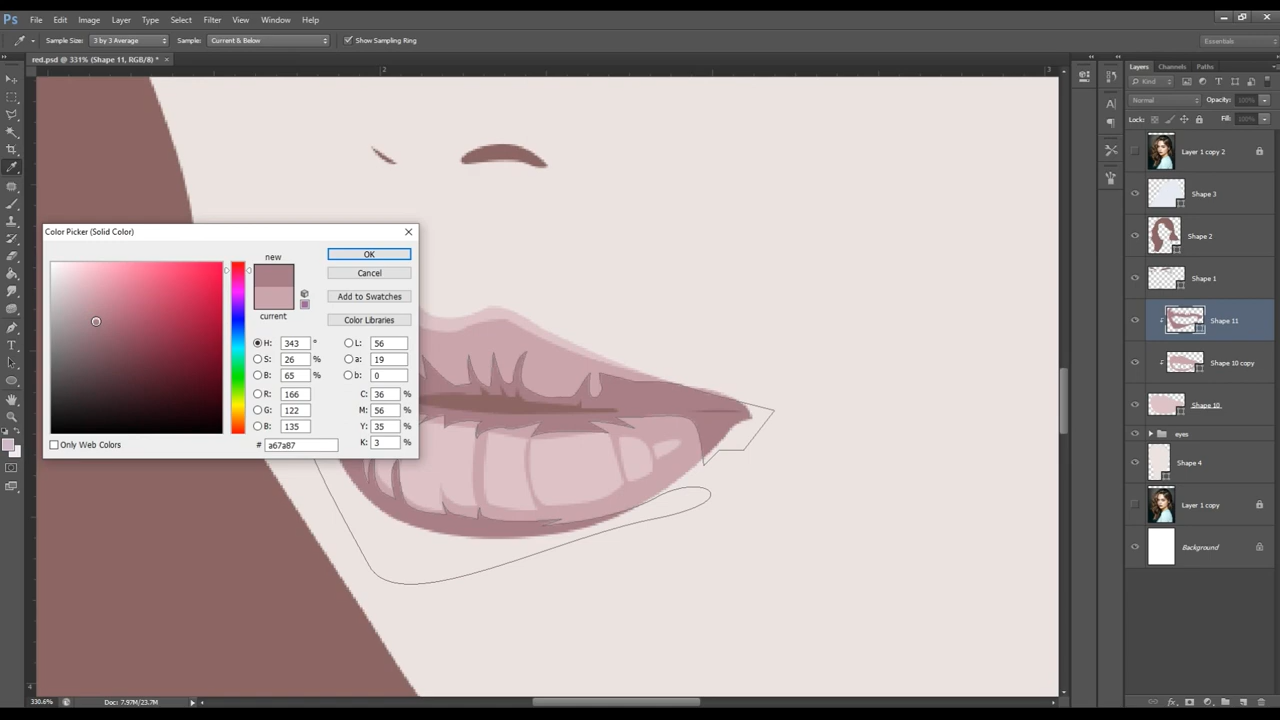 Ps File Edit Image Layer Type Select Filter View Window Help
Sample Size: 3 by 3 Average Sample: Current & Below Show Sampling Ring Essentials
red.psd @ 331% (Shape 11, RGB/8) * ×
2 3
Layers Channels Paths
Kind
Normal Opacity: 100%
Lock: Fill: 100%
Layer 1 copy 2
Shape 3
Shape 2
Shape 1
Shape 11
Shape 10 copy
Shape 10
eyes
Shape 4
Layer 1 copy
Background
Color Picker (Solid Color)
new
current
OK
Cancel
Add to Swatches
Color Libraries
H: 343 ° L: 56
S: 26 % a: 19
B: 65 % b: 0
R: 166 C: 36 %
G: 122 M: 56 %
B: 135 Y: 35 %
# a67a87 K: 3 %
Only Web Colors
4
330.6% Doc: 7.97M/23.7M